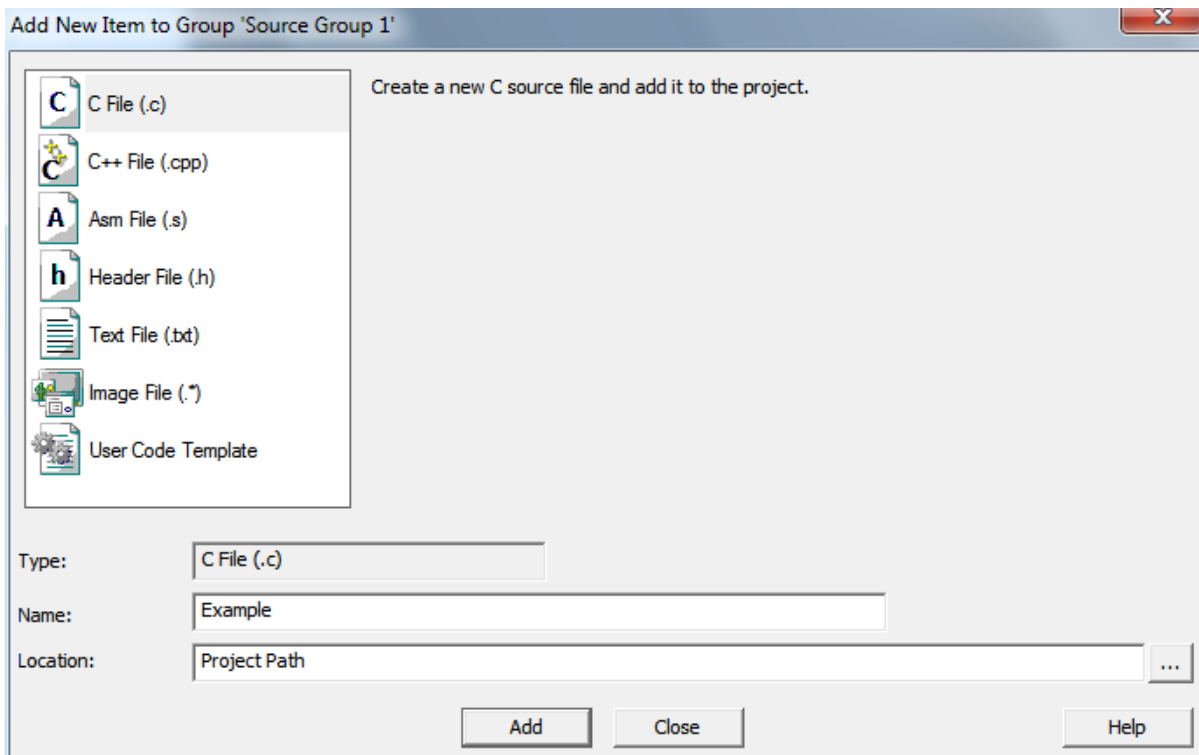 Add New Item to Group 'Source Group 1'
X
C File (.c)
Create a new C source file and add it to the project.
C++ File (.cpp)
Asm File (.s)
Header File (.h)
Text File (.txt)
Image File (.*)
User Code Template
Type:
C File (.c)
Name:
Example
Location:
Project Path
...
Add
Close
Help